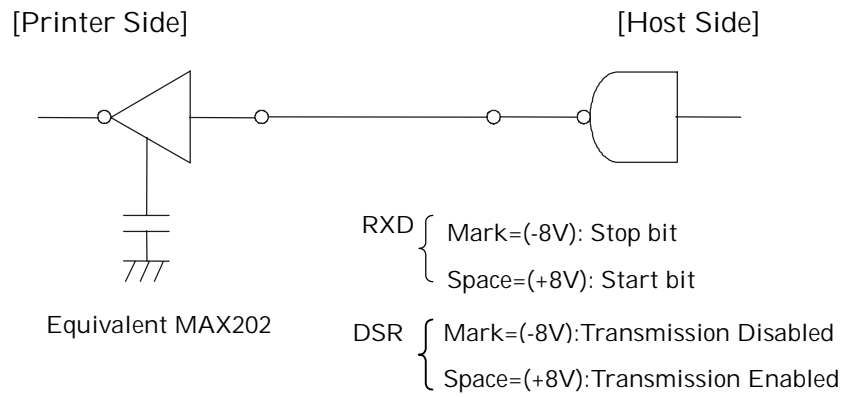 [Printer Side]
[Host Side]
RXD
Mark=(-8V): Stop bit
Space=(+8V): Start bit
Equivalent MAX202
DSR
Mark=(-8V):Transmission Disabled
Space=(+8V):Transmission Enabled